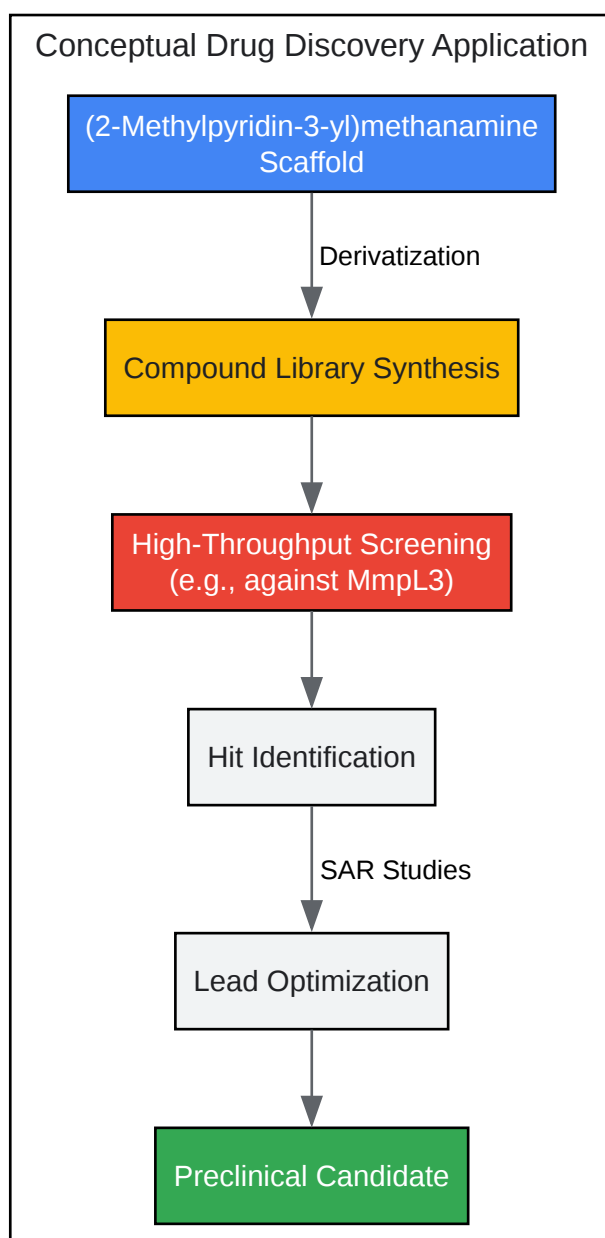 Conceptual Drug Discovery Application
(2-Methylpyridin-3-yl)methanamine
Scaffold
Derivatization
Compound Library Synthesis
High-Throughput Screening
(e.g., against MmpL3)
Hit Identification
SAR Studies
Lead Optimization
Preclinical Candidate